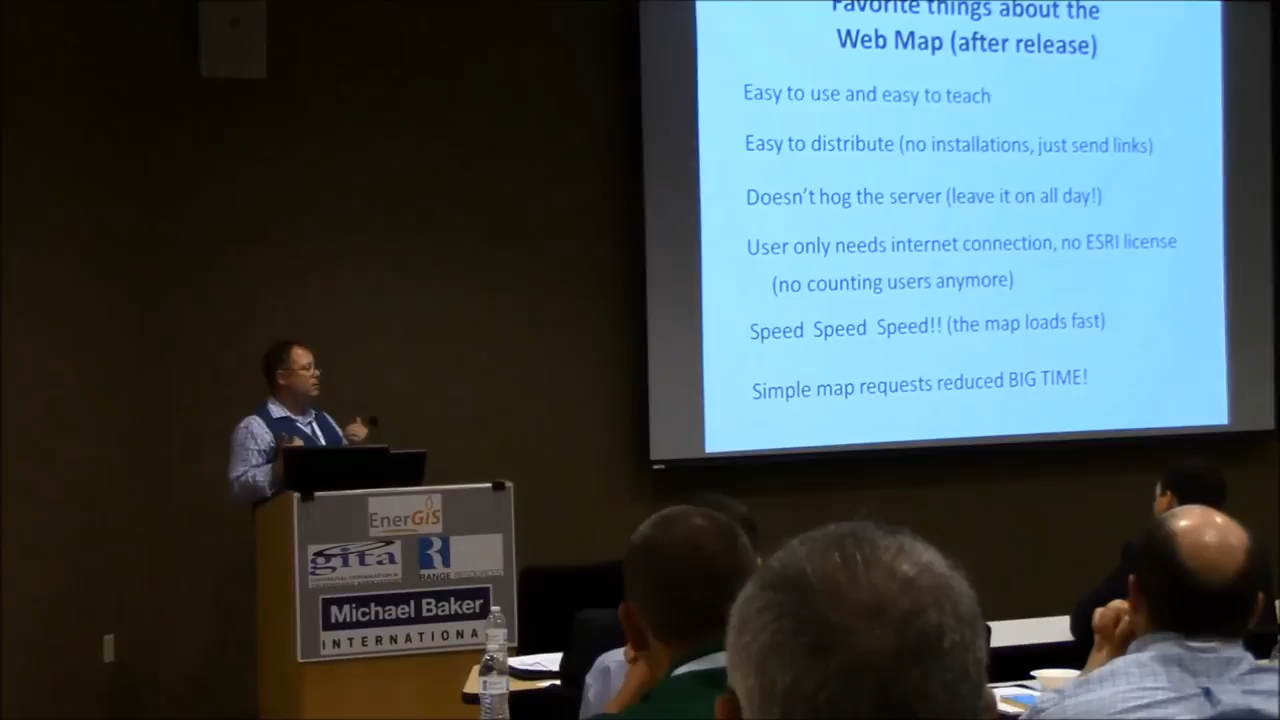 Favorite things about the
Web Map (after release)
Easy to use and easy to teach
Easy to distribute (no installations, just send links)
Doesn't hog the server (leave it on all day!)
User only needs internet connection, no ESRI license
(no counting users anymore)
Speed Speed Speed!! (the map loads fast)
Simple map requests reduced BIG TIME!
EnerGIS
gita
RANGE RESOURCES
Michael Baker
INTERNATIONA